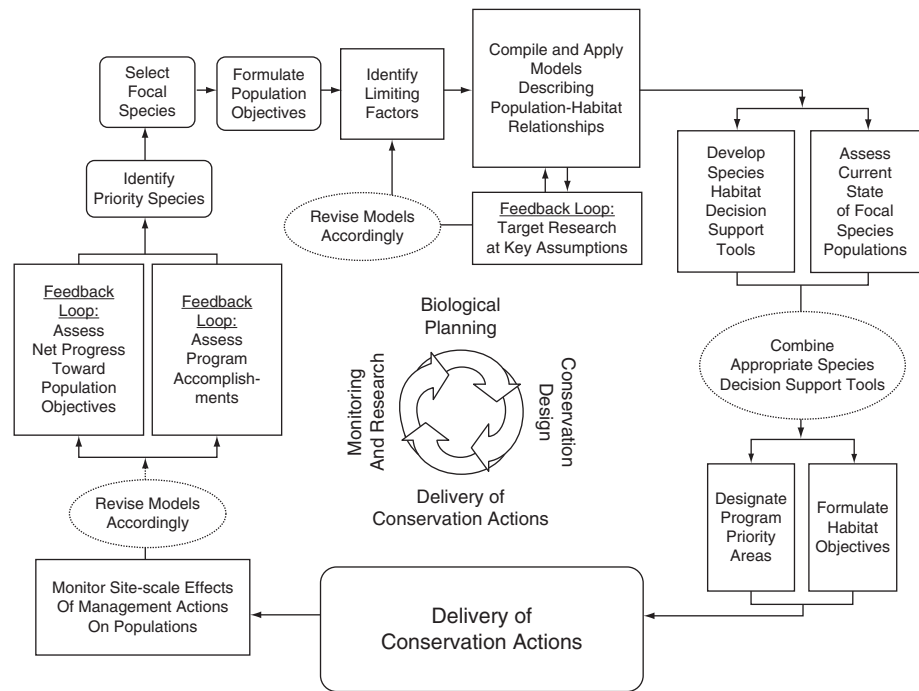 Select
Focal
Species
Formulate
Population
Objectives
Identify
Limiting
Factors
Compile and Apply
Models
Describing
Population-Habitat
Relationships
Identify
Priority Species
Revise Models
Accordingly
Feedback Loop:
Target Research
at Key Assumptions
Develop
Species
Habitat
Decision
Support
Tools
Assess
Current
State
of Focal
Species
Populations
Feedback
Loop:
Assess
Net Progress
Toward
Population
Objectives
Feedback
Loop:
Assess
Program
Accomplish-
ments
Biological
Planning
Conservation
Design
Monitoring
And Research
Delivery of
Conservation Actions
Combine
Appropriate Species
Decision Support Tools
Revise Models
Accordingly
Designate
Program
Priority
Areas
Formulate
Habitat
Objectives
Monitor Site-scale Effects
Of Management Actions
On Populations
Delivery of
Conservation Actions